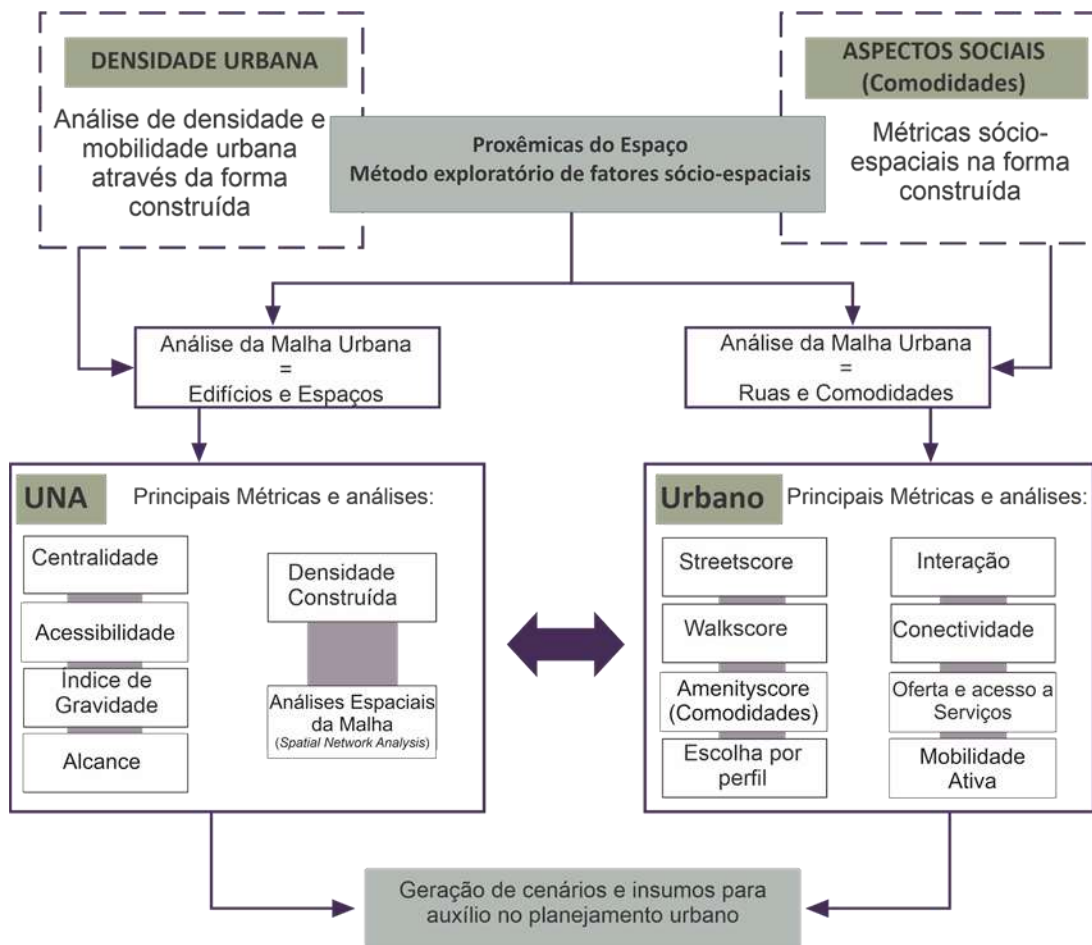 DENSIDADE URBANA
Análise de densidade e
mobilidade urbana
através da forma
construída
ASPECTOS SOCIAIS
(Comodidades)
Métricas sócio-
espaciais na forma
construída
Proxêmicas do Espaço
Método exploratório de fatores sócio-espaciais
Análise da Malha Urbana
=
Edifícios e Espaços
Análise da Malha Urbana
=
Ruas e Comodidades
UNA
Principais Métricas e análises:
Centralidade
Acessibilidade
Índice de
Gravidade
Alcance
Densidade
Construída
Análises Espaciais
da Malha
(Spatial Network Analysis)
Urbano
Principais Métricas e análises:
Streetscore
Walkscore
Amenityscore
(Comodidades)
Escolha por
perfil
Interação
Conectividade
Oferta e acesso a
Serviços
Mobilidade
Ativa
Geração de cenários e insumos para
auxílio no planejamento urbano